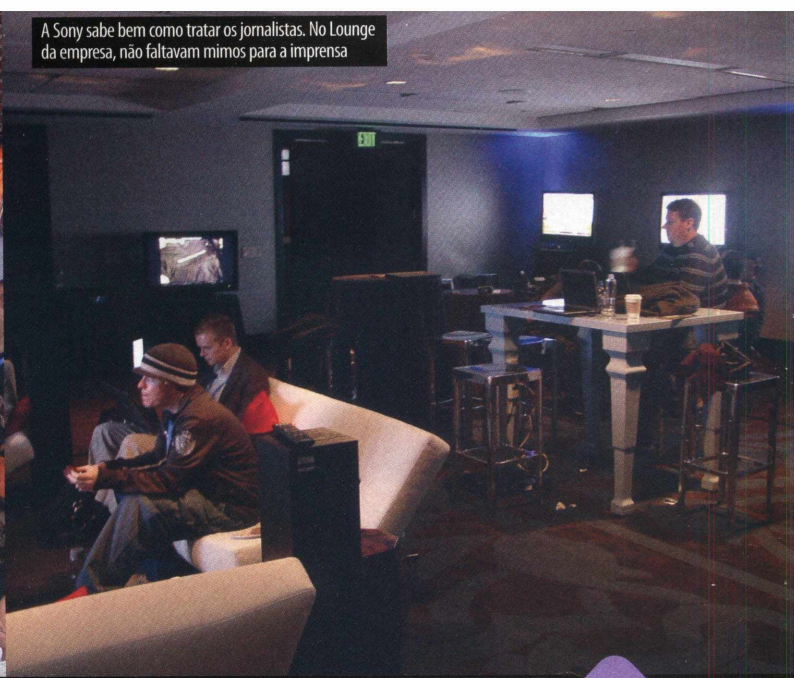 A Sony sabe bem como tratar os jornalistas. No Lounge
da empresa, não faltavam mimos para a imprensa
EXIT